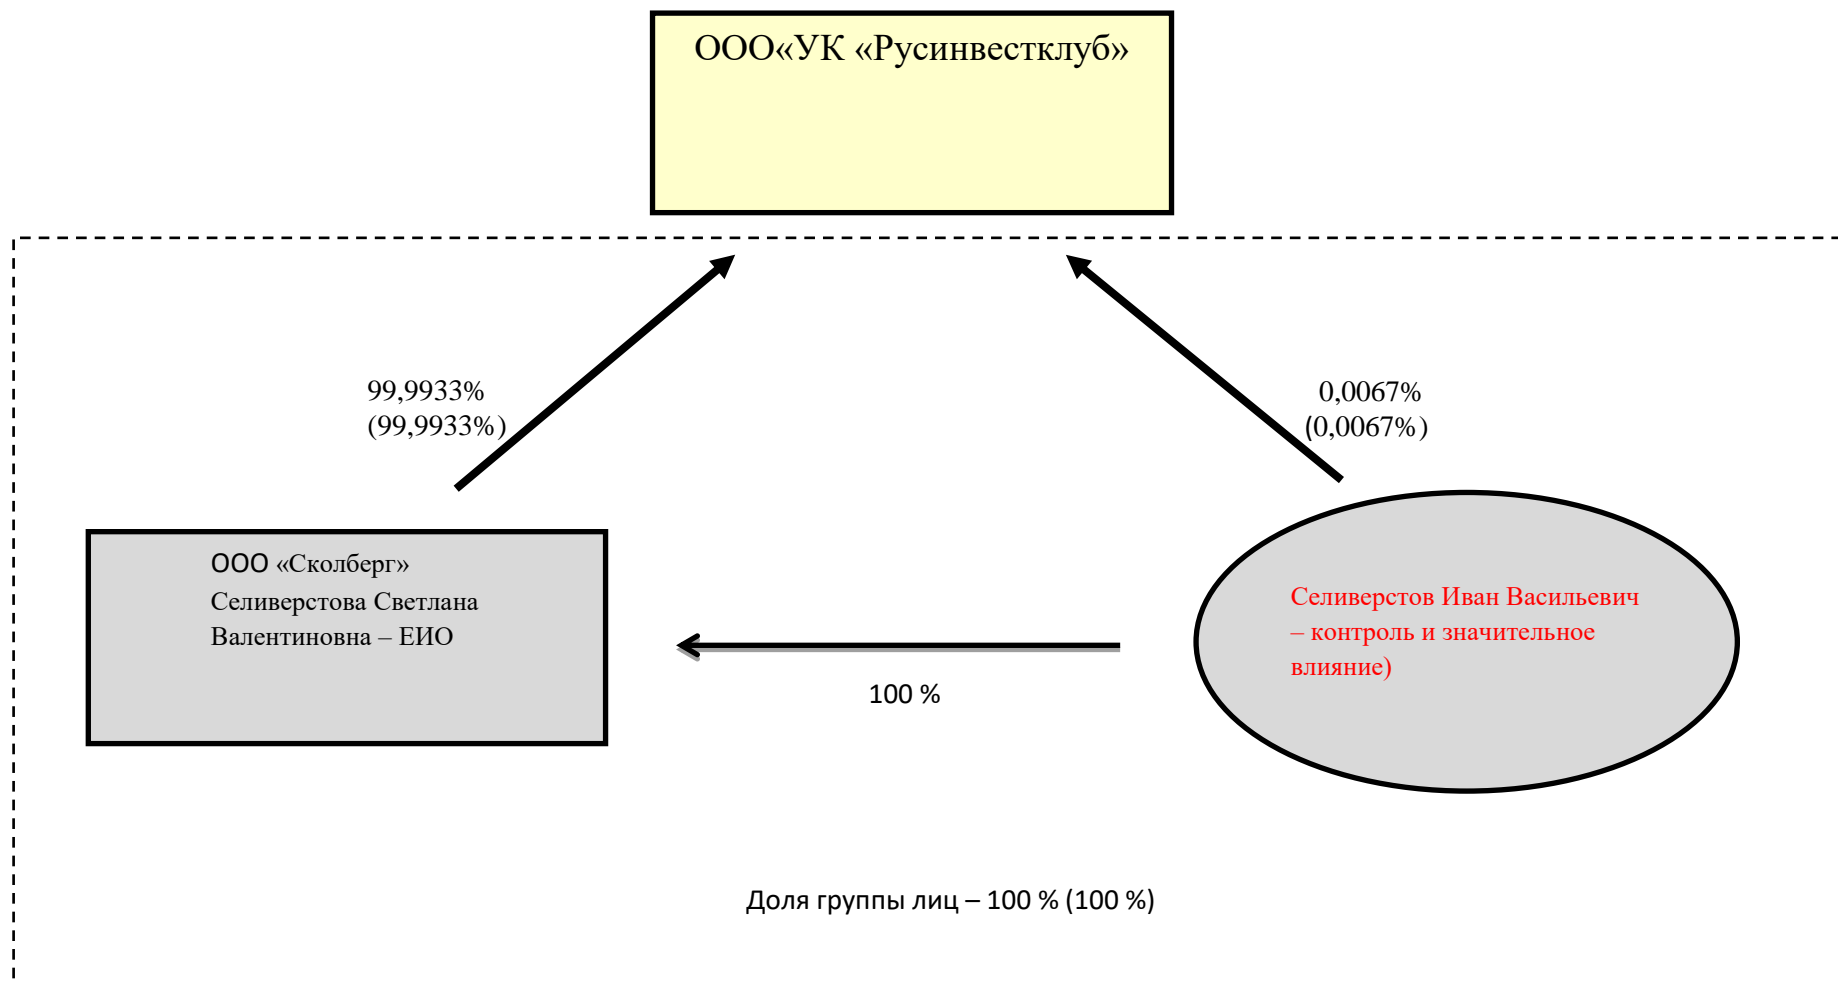 ООО«УК «Русинвестклуб»
99,9933%
(99,9933%)
0,0067%
(0,0067%)
ООО «Сколберг»
Селиверстова Светлана
Валентиновна – ЕИО
Селиверстов Иван Васильевич
– контроль и значительное
влияние)
100 %
Доля группы лиц – 100 % (100 %)